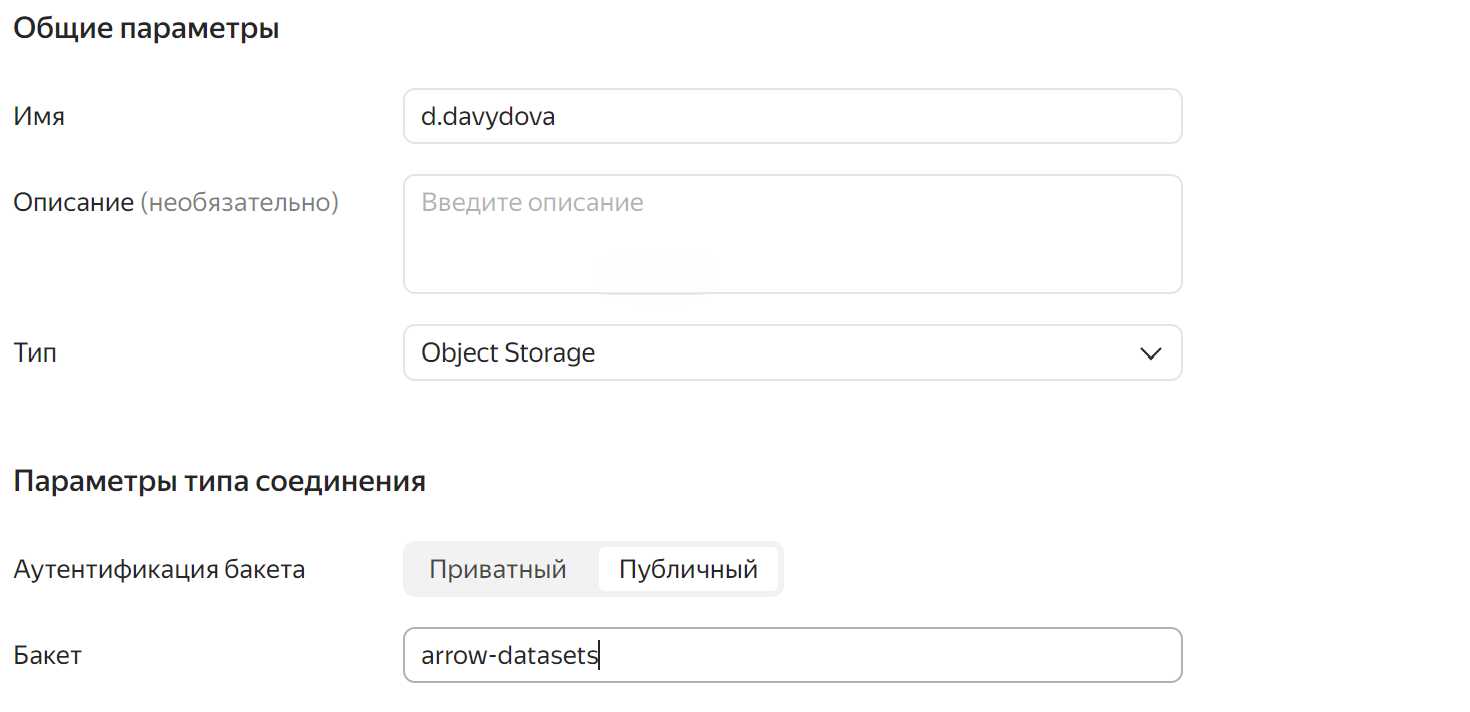 Общие параметры
Имя
d.davydova
Описание (необязательно)
Введите описание
Тип
Object Storage
Параметры типа соединения
Аутентификация бакета
Приватный
Публичный
Бакет
arrow-datasets